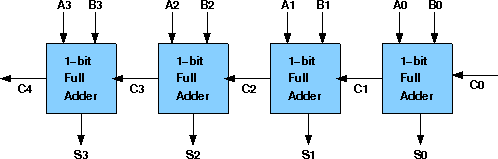 A3 B3 A2 B2 A1 B1 A0 B0
1-bit Full Adder
1-bit Full Adder
1-bit Full Adder
1-bit Full Adder
C4 C3 C2 C1 C0
S3 S2 S1 S0